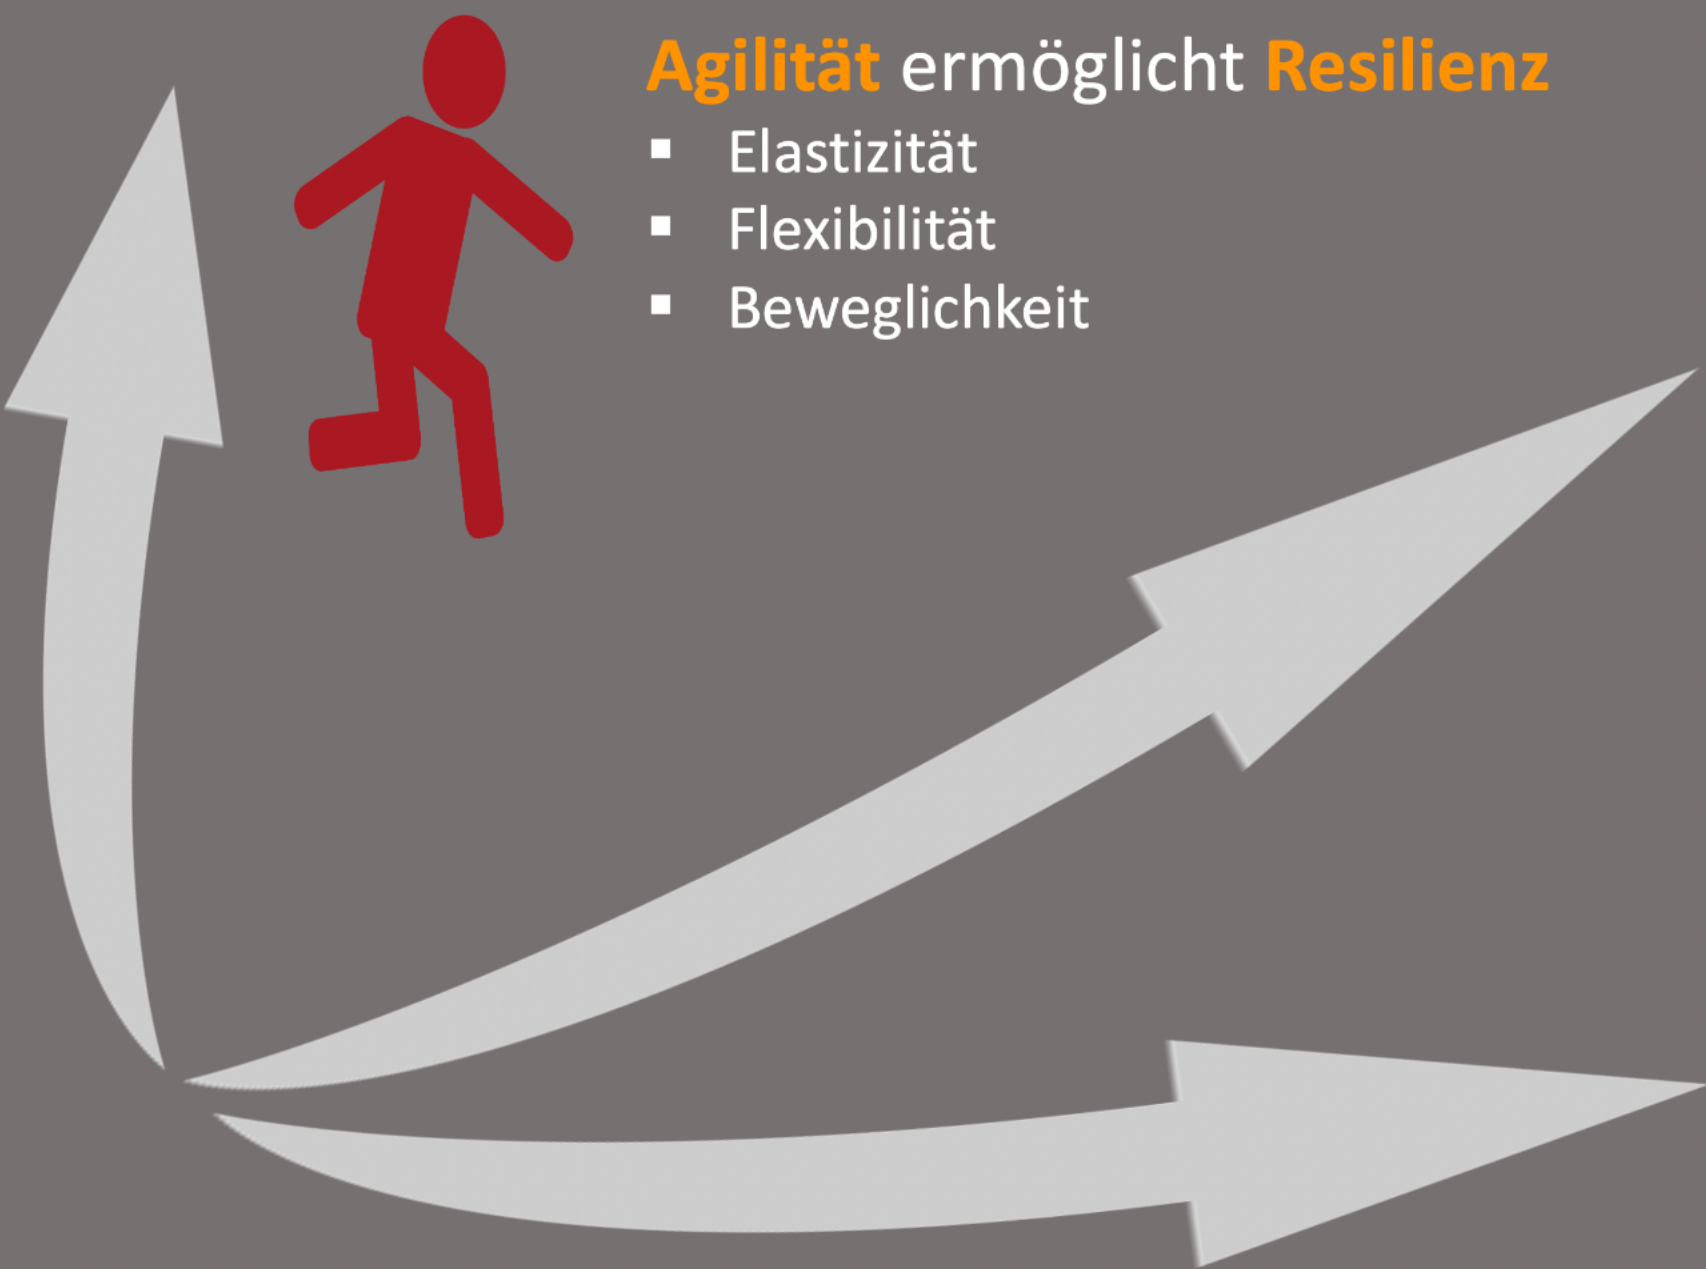 Agilität ermöglicht Resilienz
▪ Elastizität
▪ Flexibilität
▪ Beweglichkeit